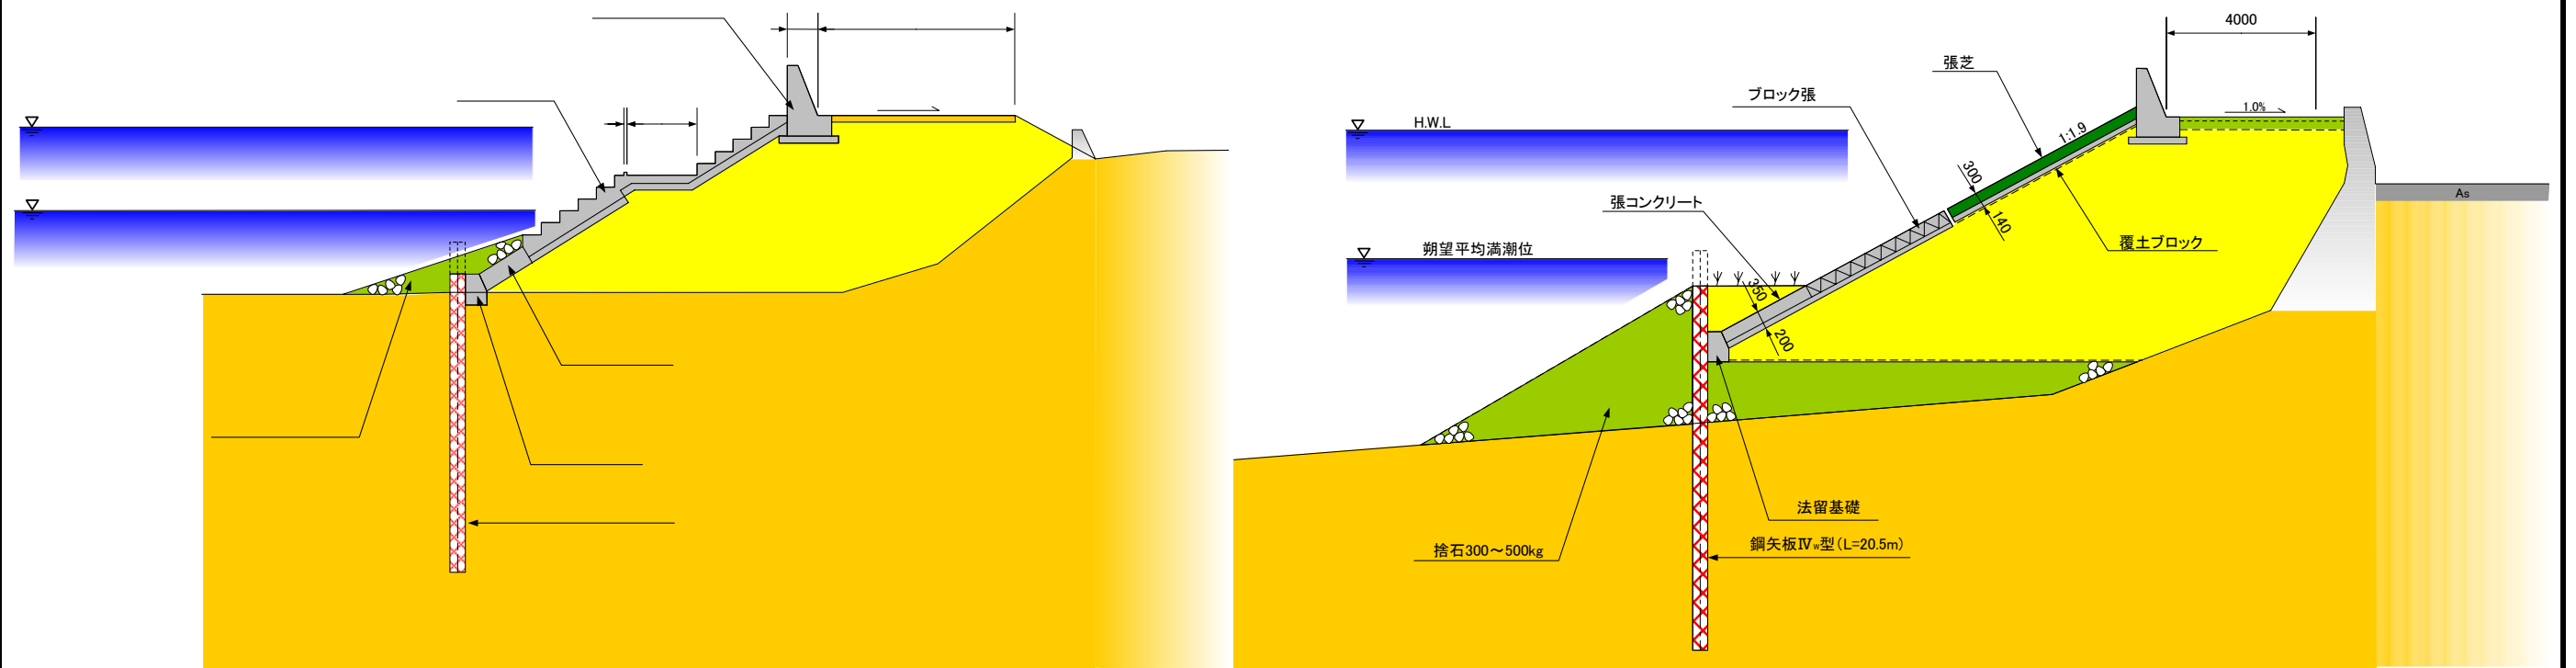 4000
張芝
ブロック張
1.0%
H.W.L
1:1.9
300
As
張コンクリート
140
朔望平均満潮位
覆土ブロック
350
200
法留基礎
鋼矢板Ⅳw型(L=20.5m)
捨石300~500kg